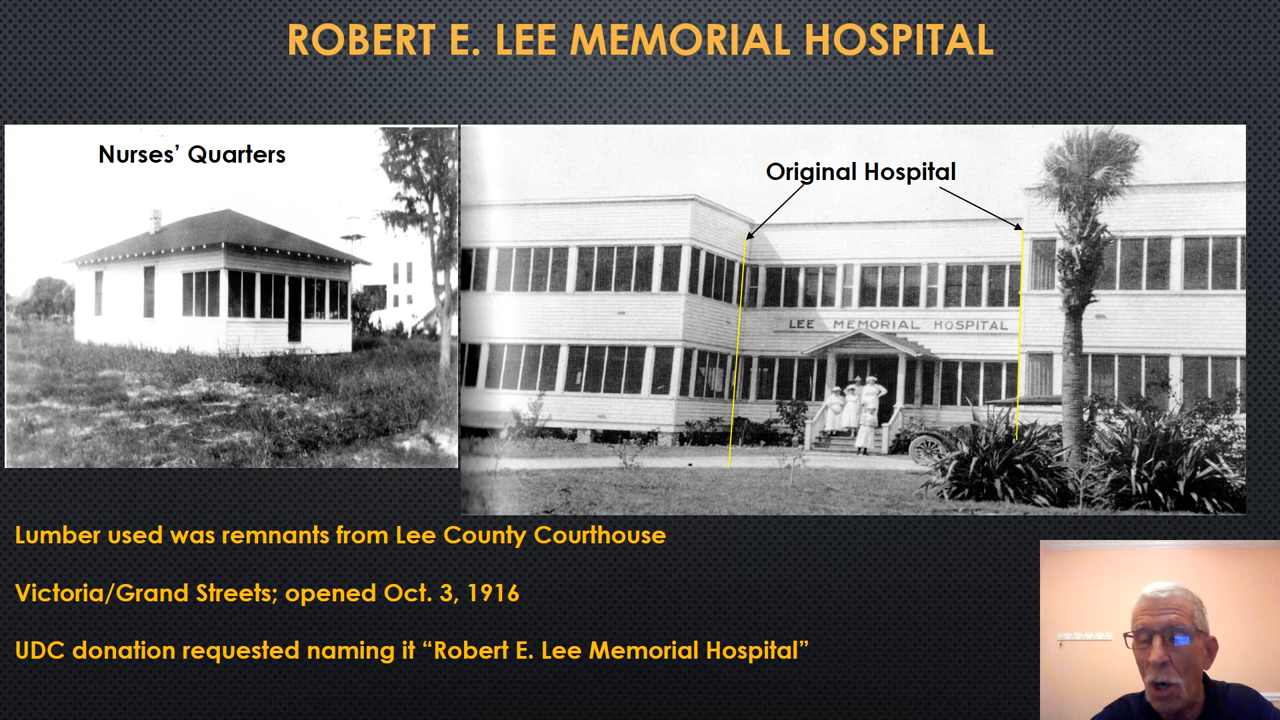 ROBERT E. LEE MEMORIAL HOSPITAL
Nurses’ Quarters
Original Hospital
LEE MEMORIAL HOSPITAL
Lumber used was remnants from Lee County Courthouse
Victoria/Grand Streets; opened Oct. 3, 1916
UDC donation requested naming it “Robert E. Lee Memorial Hospital”